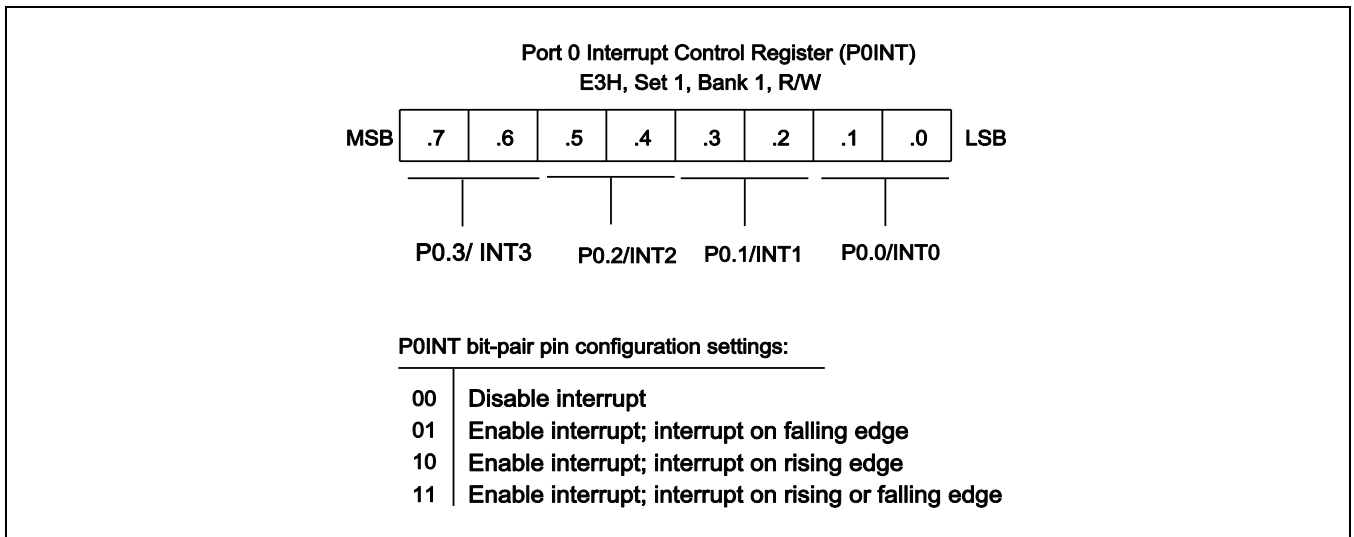 Port 0 Interrupt Control Register (P0INT)
E3H, Set 1, Bank 1, R/W
MSB .7 .6 .5 .4 .3 .2 .1 .0 LSB
P0.3/ INT3 P0.2/INT2 P0.1/INT1 P0.0/INT0
P0INT bit-pair pin configuration settings:
00 Disable interrupt
01 Enable interrupt; interrupt on falling edge
10 Enable interrupt; interrupt on rising edge
11 Enable interrupt; interrupt on rising or falling edge